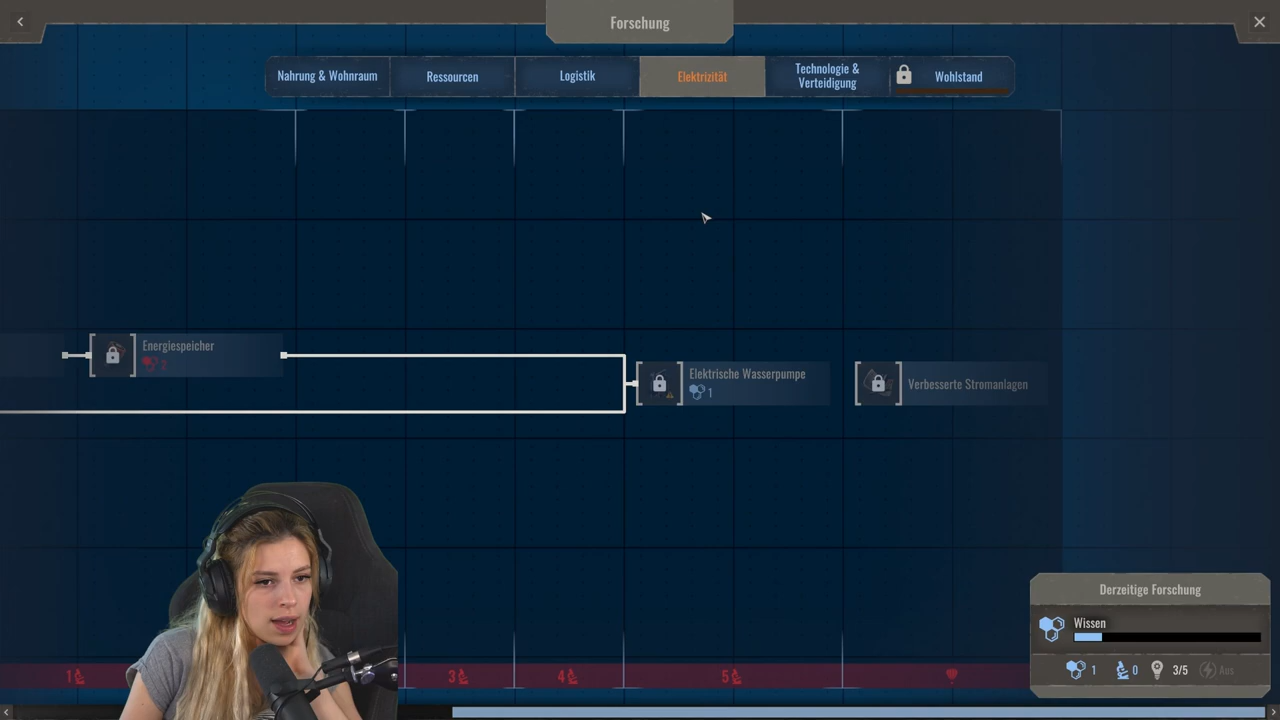 Forschung
Nahrung & Wohnraum
Ressourcen
Logistik
Elektrizität
Technologie &
Verteidigung
Wohlstand
Energiespeicher
2
Elektrische Wasserpumpe
1
Verbesserte Stromanlagen
Derzeitige Forschung
Wissen
1
0
3/5
Aus
1
3
4
5